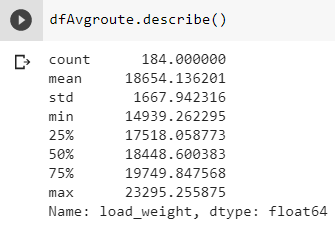 dfAvgroute.describe()
count 184.000000
mean 18654.136201
std 1667.942316
min 14939.262295
25% 17518.058773
50% 18448.600383
75% 19749.847568
max 23295.255875
Name: load_weight, dtype: float64